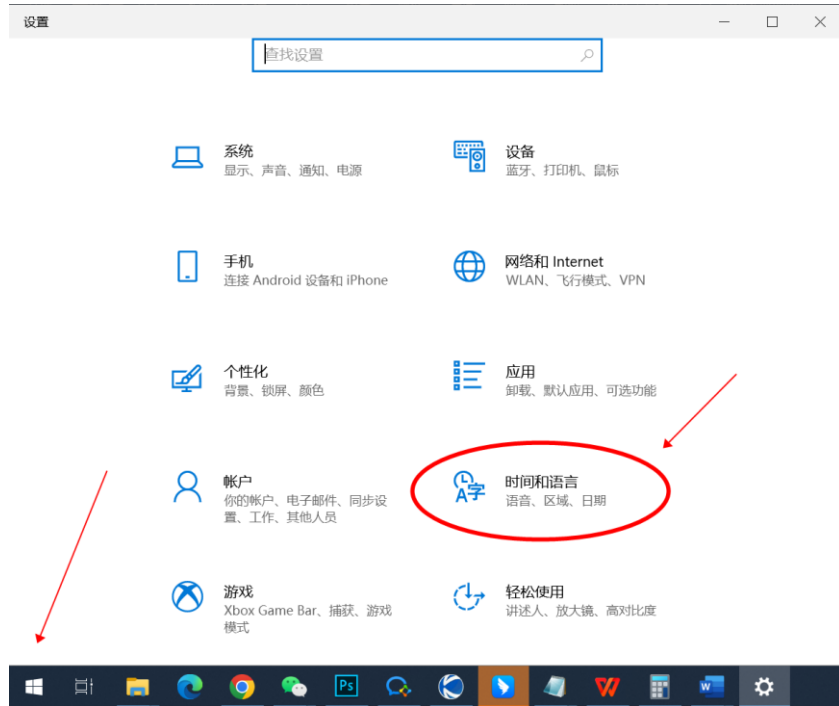 设置
查找设置
系统
显示、声音、通知、电源
设备
蓝牙、打印机、鼠标
手机
连接 Android 设备和 iPhone
网络和 Internet
WLAN、飞行模式、VPN
个性化
背景、锁屏、颜色
应用
卸载、默认应用、可选功能
帐户
你的帐户、电子邮件、同步设
置、工作、其他人员
时间和语言
语音、区域、日期
游戏
Xbox Game Bar、捕获、游戏
模式
轻松使用
讲述人、放大镜、高对比度
A字
Ps
W